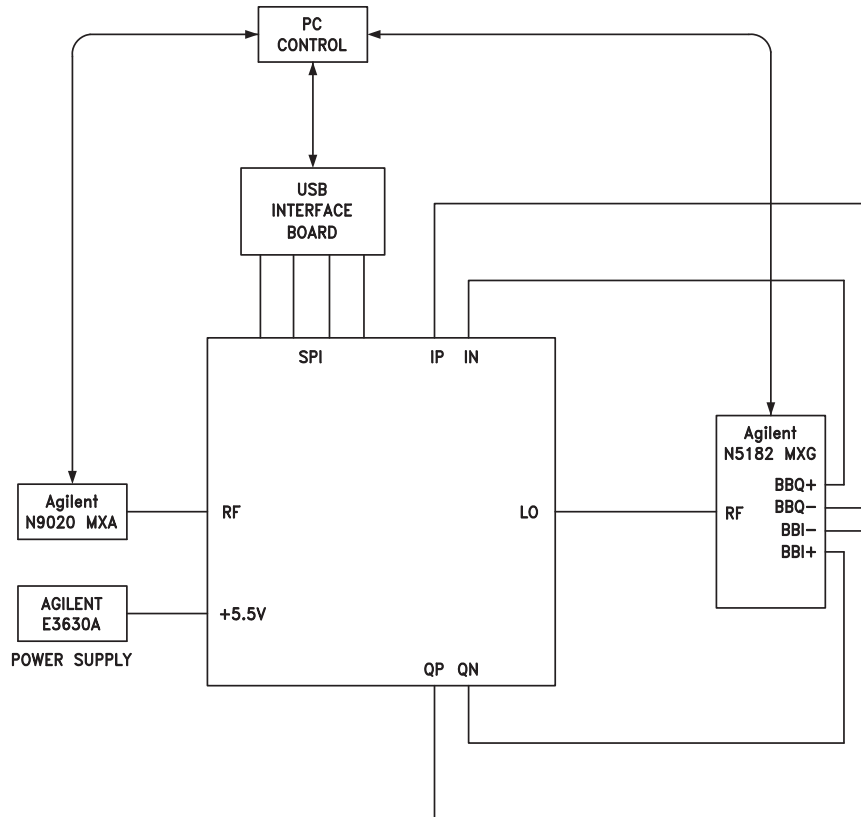 PC
CONTROL
USB
INTERFACE
BOARD
SPI
IP IN
Agilent
N5182 MXG
BBQ+
BBQ-
BBI-
BBI+
RF
Agilent
N9020 MXA
RF
LO
AGILENT
E3630A
+5.5V
POWER SUPPLY
QP QN